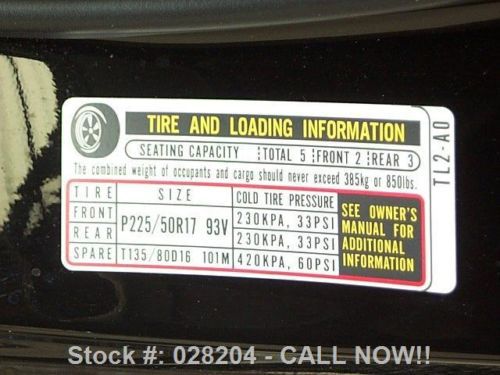 TIRE AND LOADING INFORMATION
SEATING CAPACITY TOTAL 5 FRONT 2 REAR 3
The combined weight of occupants and cargo should never exceed 385kg or 850lbs.
TIRE SIZE COLD TIRE PRESSURE
FRONT P225/50R17 93V 230KPA, 33PSI
REAR 230KPA, 33PSI
SPARE T135/80D16 101M 420KPA, 60PSI
SEE OWNER'S
MANUAL FOR
ADDITIONAL
INFORMATION
TL2-A0
Stock #: 028204 - CALL NOW!!